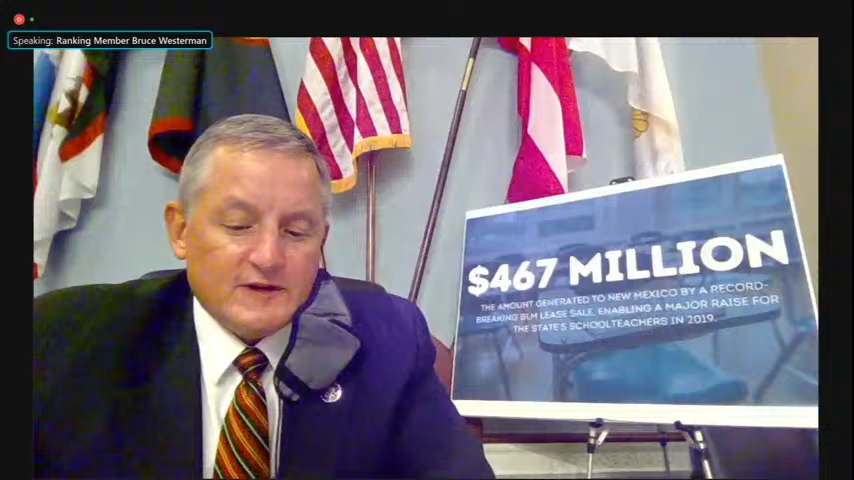 Speaking: Ranking Member Bruce Westerman
$467 MILLION
THE AMOUNT GENERATED TO NEW MEXICO BY A RECORD-
BREAKING BLM LEASE SALE, ENABLING A MAJOR RAISE FOR
THE STATE'S SCHOOLTEACHERS IN 2019.